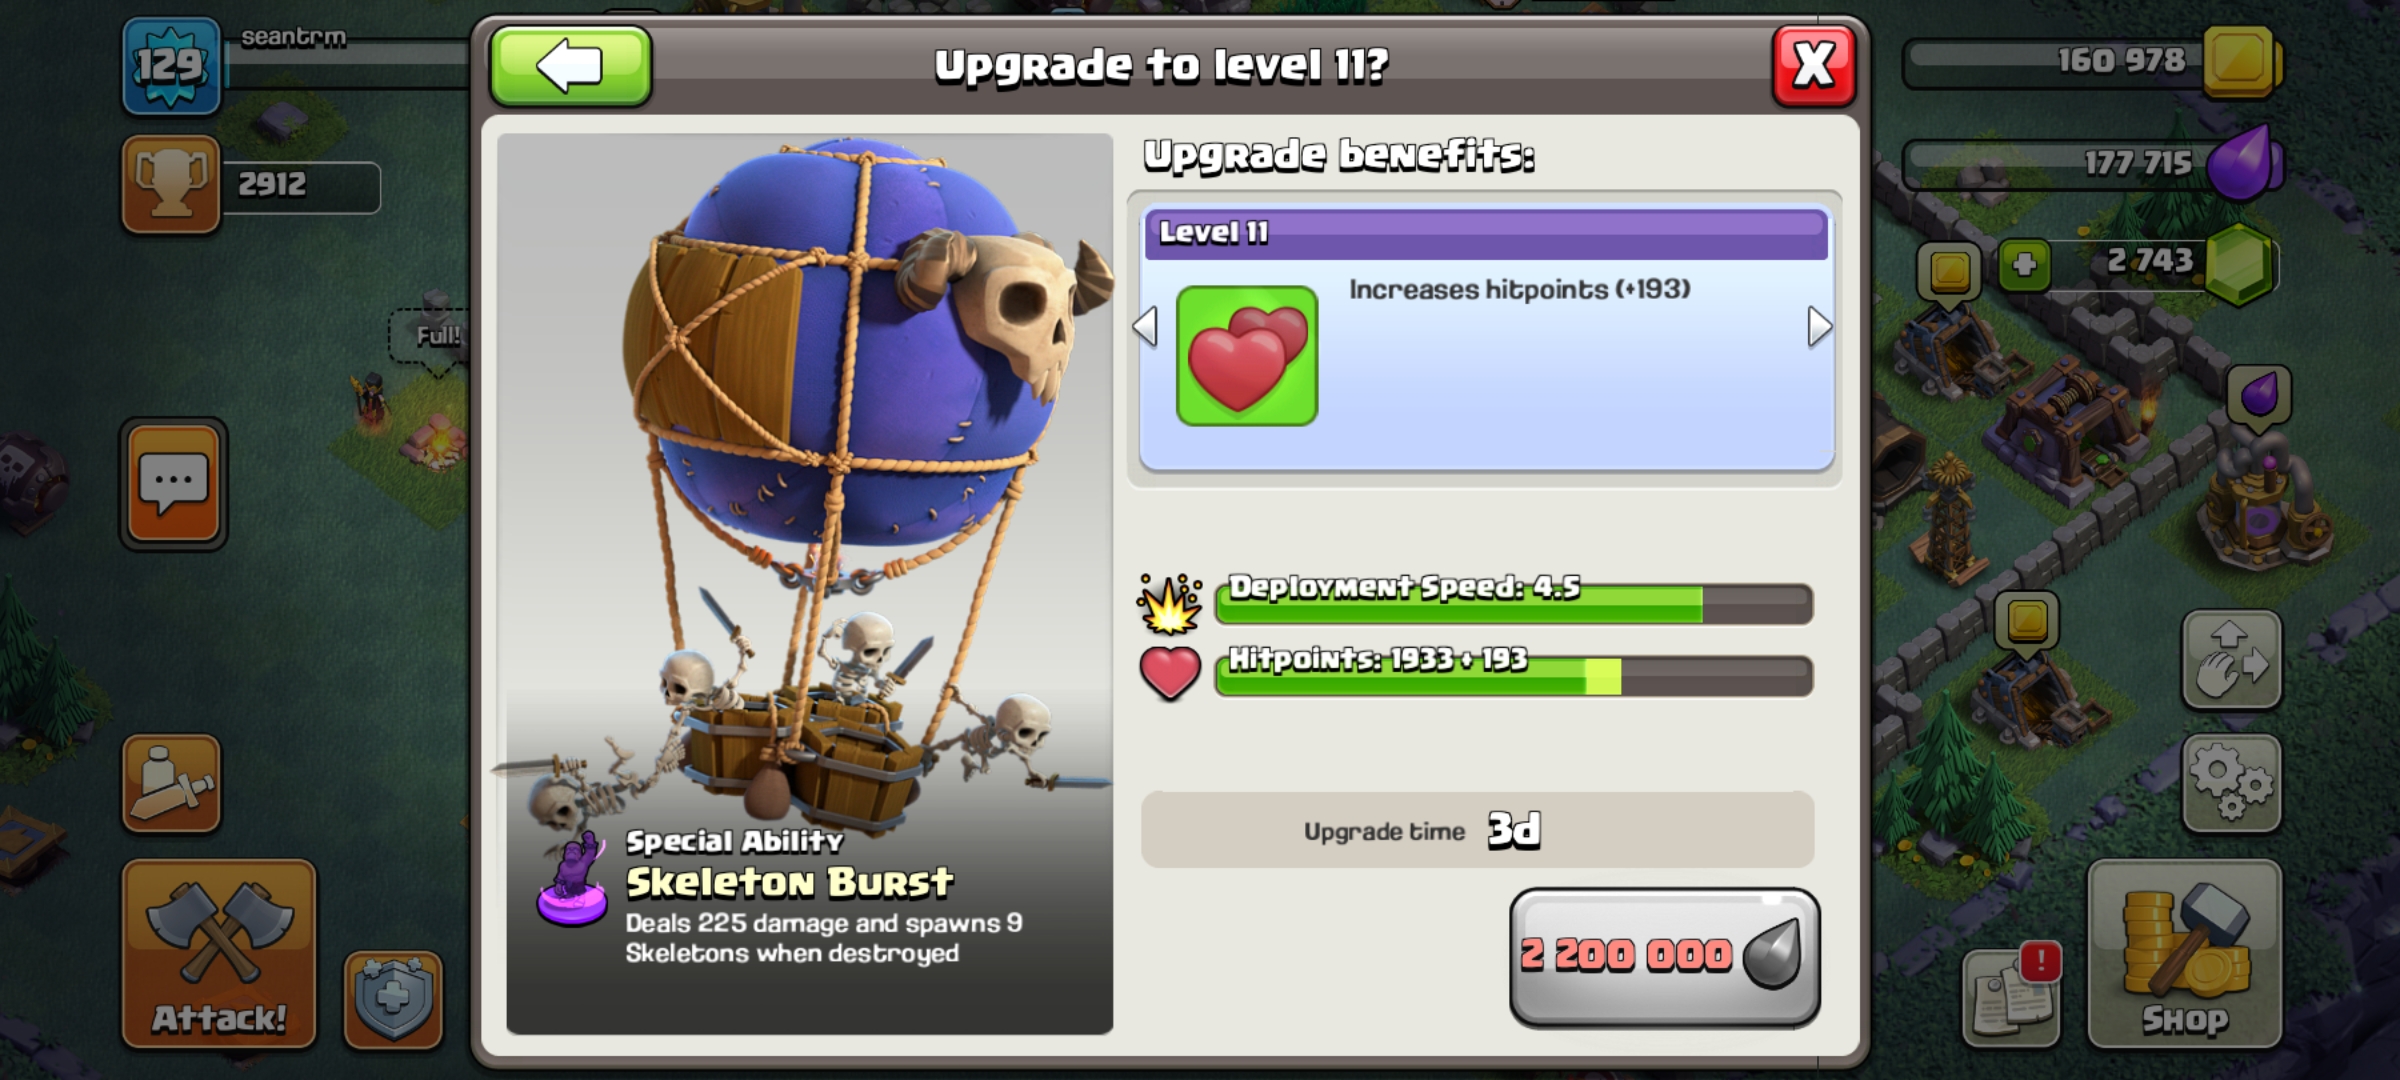 129
seantrm
2912
Full!
Attack!
Upgrade to level 11?
X
Upgrade benefits:
Level 11
Increases hitpoints (+193)
Deployment Speed: 4.5
Hitpoints: 1933 + 193
Upgrade time 3d
2 200 000
Special Ability
Skeleton Burst
Deals 225 damage and spawns 9
Skeletons when destroyed
160 978
177 715
2 743
!
Shop